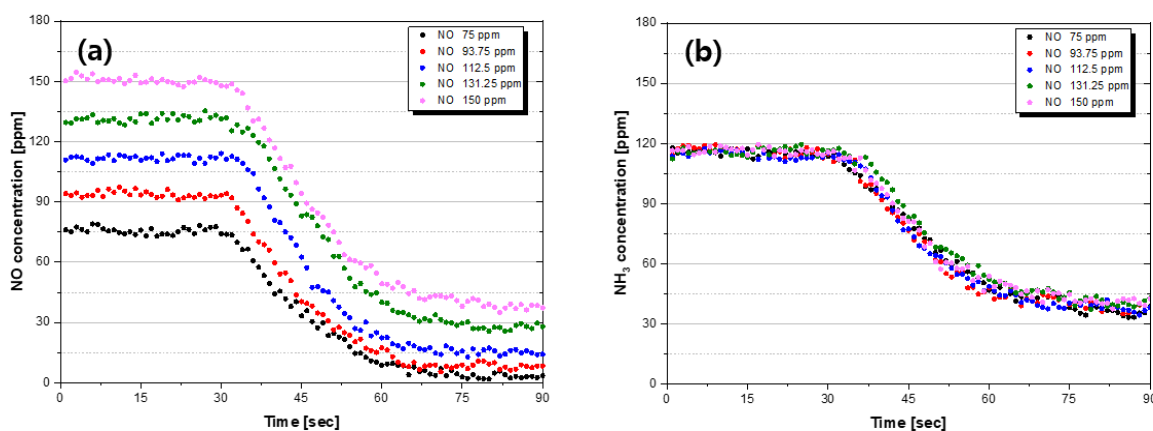 (a)
NO 75 ppm
NO 93.75 ppm
NO 112.5 ppm
NO 131.25 ppm
NO 150 ppm
NO concentration [ppm]
180
150
120
90
60
30
0
0 15 30 45 60 75 90
Time [sec]
(b)
NO 75 ppm
NO 93.75 ppm
NO 112.5 ppm
NO 131.25 ppm
NO 150 ppm
NH₃ concentration [ppm]
180
150
120
90
60
30
0
0 15 30 45 60 75 90
Time [sec]